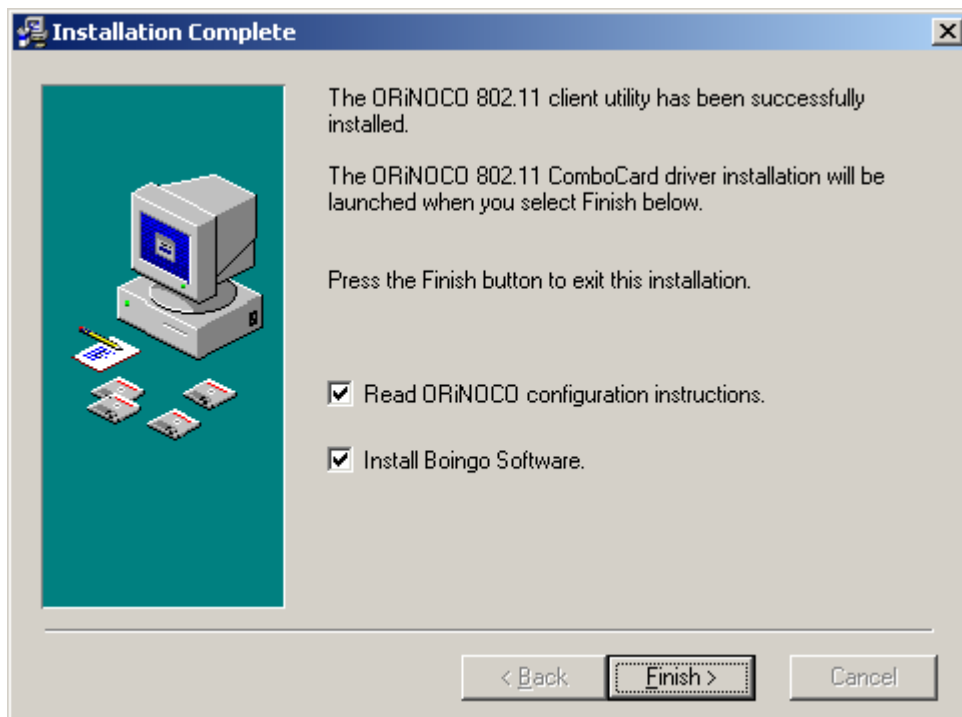 Installation Complete
The ORiNOCO 802.11 client utility has been successfully
installed.
The ORiNOCO 802.11 ComboCard driver installation will be
launched when you select Finish below.
Press the Finish button to exit this installation.
Read ORiNOCO configuration instructions.
Install Boingo Software.
< Back
Finish >
Cancel